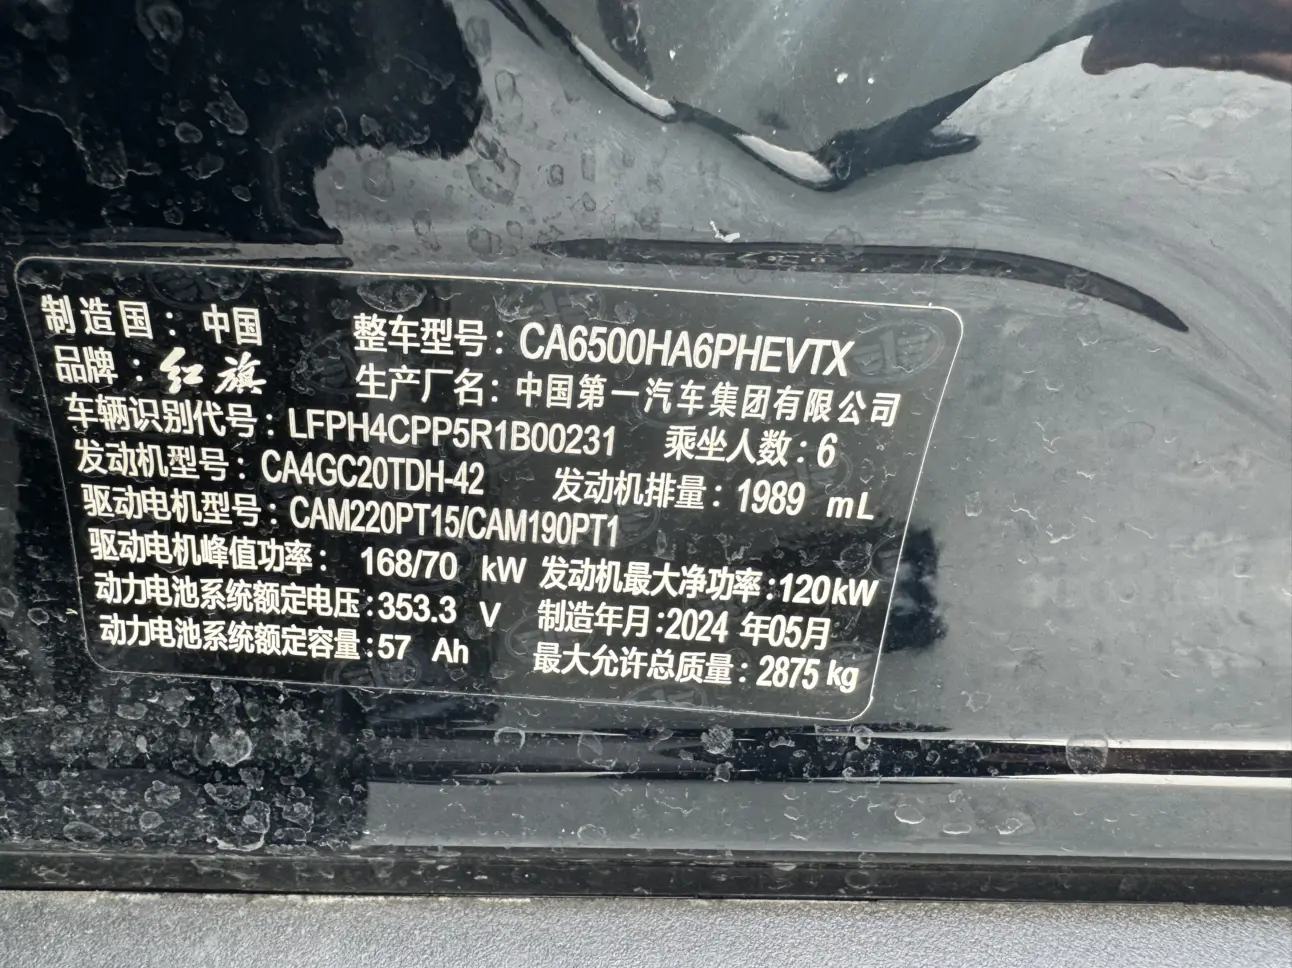 制造国：中国 整车型号：CA6500HA6PHEVTX
品牌：红旗 生产厂名：中国第一汽车集团有限公司
车辆识别代号：LFPH4CPP5R1B00231 乘坐人数：6
发动机型号：CA4GC20TDH-42 发动机排量：1989 mL
驱动电机型号：CAM220PT15/CAM190PT1
驱动电机峰值功率： 168/70 kW 发动机最大净功率：120kW
动力电池系统额定电压：353.3 V 制造年月：2024 年05月
动力电池系统额定容量：57 Ah 最大允许总质量：2875 kg